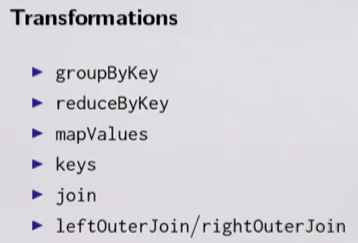 Transformations
▶ groupByKey
▶ reduceByKey
▶ mapValues
▶ keys
▶ join
▶ leftOuterJoin/rightOuterJoin